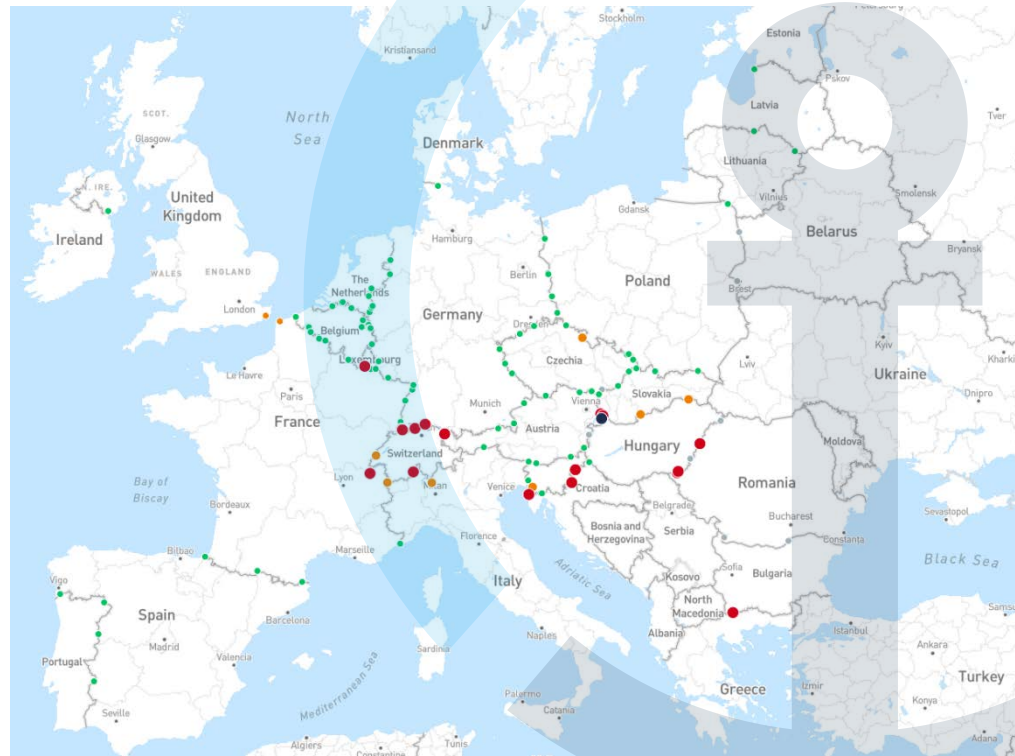 Stockholm
Petersburg
Kristiansand
Estonia
Pskov
SCOT.
North
Sea
Latvia
Tver
Glasgow
Denmark
Lithuania
N. IRE.
United
Kingdom
Vilnius
Smolensk
Gdansk
Ireland
Hamburg
Belarus
Bryansk
WALES
ENGLAND
The
Netherlands
Berlin
Poland
Brest
London
Germany
Belgium
Dresden
Kyiv
Kharki
Luxembourg
Czechia
Lviv
Ukraine
Le Havre
Paris
Slovakia
Dnipro
Munich
Vienna
France
Austria
Hungary
Moldova
Switzerland
Lyon
Milan
Venice
Croatia
Romania
Bay of
Biscay
Belgrade
Bordeaux
Sevastopol
Bosnia and
Herzegovina
Serbia
Bucharest
Constanța
Florence
Marseille
Bilbao
Black Sea
Adriatic Sea
Italy
Kosovo
Sofia
Bulgaria
Vigo
Spain
Barcelona
North
Macedonia
Samsu
Istanbul
Naples
Albania
Ankara
Madrid
Sardinia
Valencia
Portugal
Mediterranean Sea
Greece
Turkey
Izmir
Palermo
Konya
Catania
Seville
Adana
Algiers
Tunis
Constantine